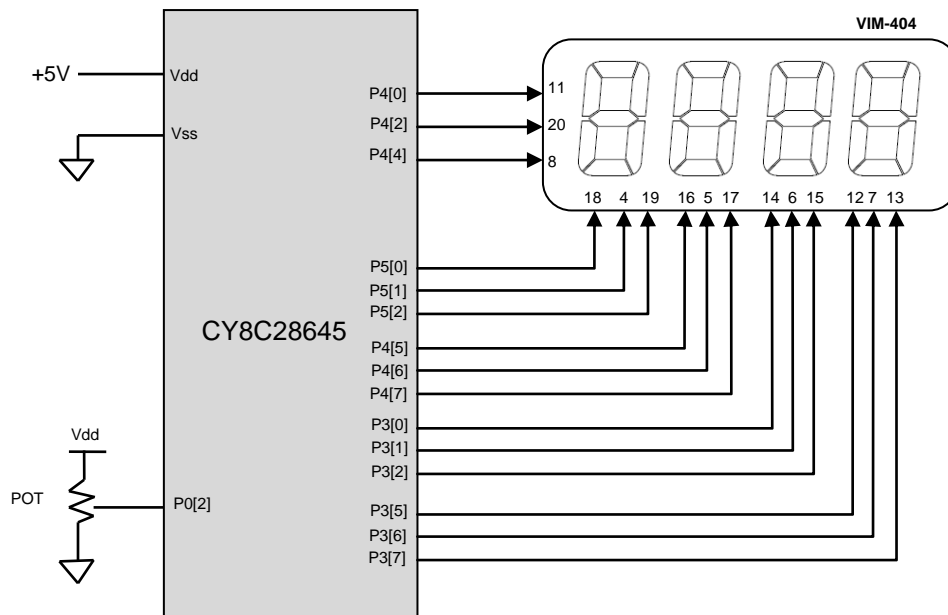 VIM-404
+5V
Vdd
Vss
P4[0]
P4[2]
P4[4]
11
20
8
18 4 19 16 5 17 14 6 15 12 7 13
P5[0]
P5[1]
P5[2]
CY8C28645
P4[5]
P4[6]
P4[7]
P3[0]
P3[1]
P3[2]
Vdd
POT
P0[2]
P3[5]
P3[6]
P3[7]